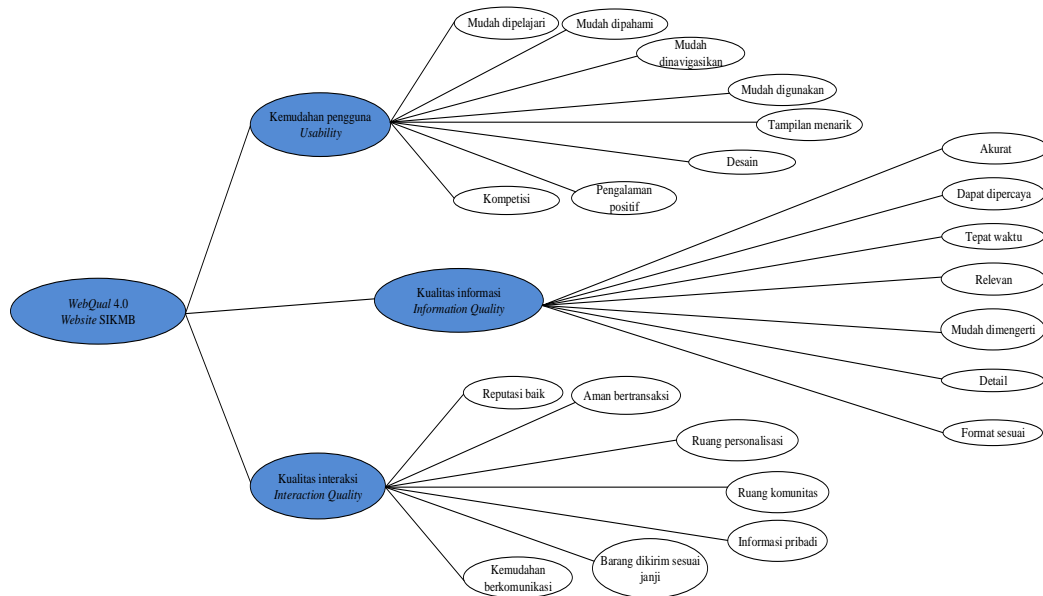 Mudah dipelajari
Mudah dipahami
Mudah
dinavigasikan
Mudah digunakan
Tampilan menarik
Desain
Pengalaman
positif
Kompetisi
Kemudahan pengguna
Usability
Akurat
Dapat dipercaya
Tepat waktu
Relevan
Mudah dimengerti
Detail
Format sesuai
Kualitas informasi
Information Quality
WebQual 4.0
Website SIKMB
Reputasi baik
Aman bertransaksi
Ruang personalisasi
Ruang komunitas
Informasi pribadi
Barang dikirim sesuai
janji
Kemudahan
berkomunikasi
Kualitas interaksi
Interaction Quality